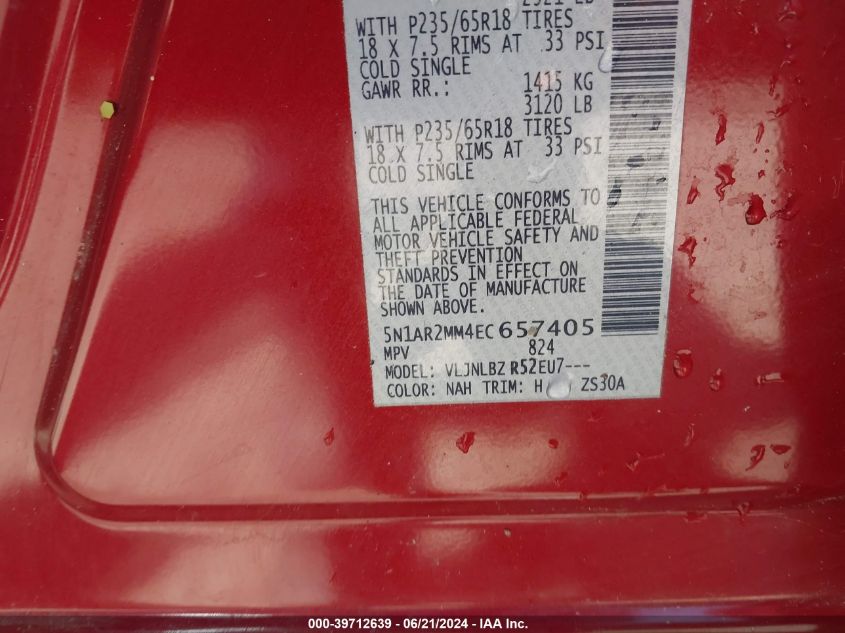 WITH P235/65R18 TIRES
18 X 7.5 RIMS AT 33 PSI
COLD SINGLE
GAWR RR.: 1415 KG
3120 LB
WITH P235/65R18 TIRES
18 X 7.5 RIMS AT 33 PSI
COLD SINGLE
THIS VEHICLE CONFORMS TO
ALL APPLICABLE FEDERAL
MOTOR VEHICLE SAFETY AND
THEFT PREVENTION
STANDARDS IN EFFECT ON
THE DATE OF MANUFACTURE
SHOWN ABOVE.
5N1AR2MM4EC657405
MPV 824
MODEL: VLJNLBZ R52EU7---
COLOR: NAH TRIM: H ZS30A
000-39712639 - 06/21/2024 - IAA Inc.